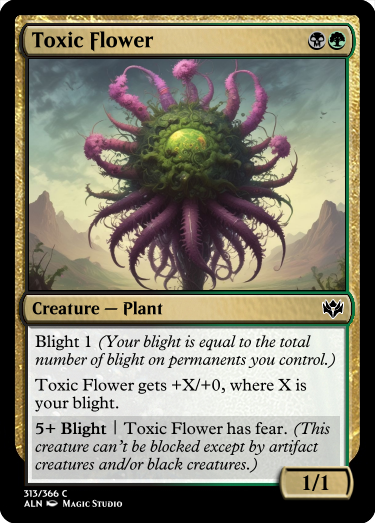 Toxic Flower
Creature — Plant
Blight 1 (Your blight is equal to the total
number of blight on permanents you control.)
Toxic Flower gets +X/+0, where X is
your blight.
5+ Blight | Toxic Flower has fear. (This
creature can't be blocked except by artifact
creatures and/or black creatures.)
1/1
313/366 C
ALN Magic Studio